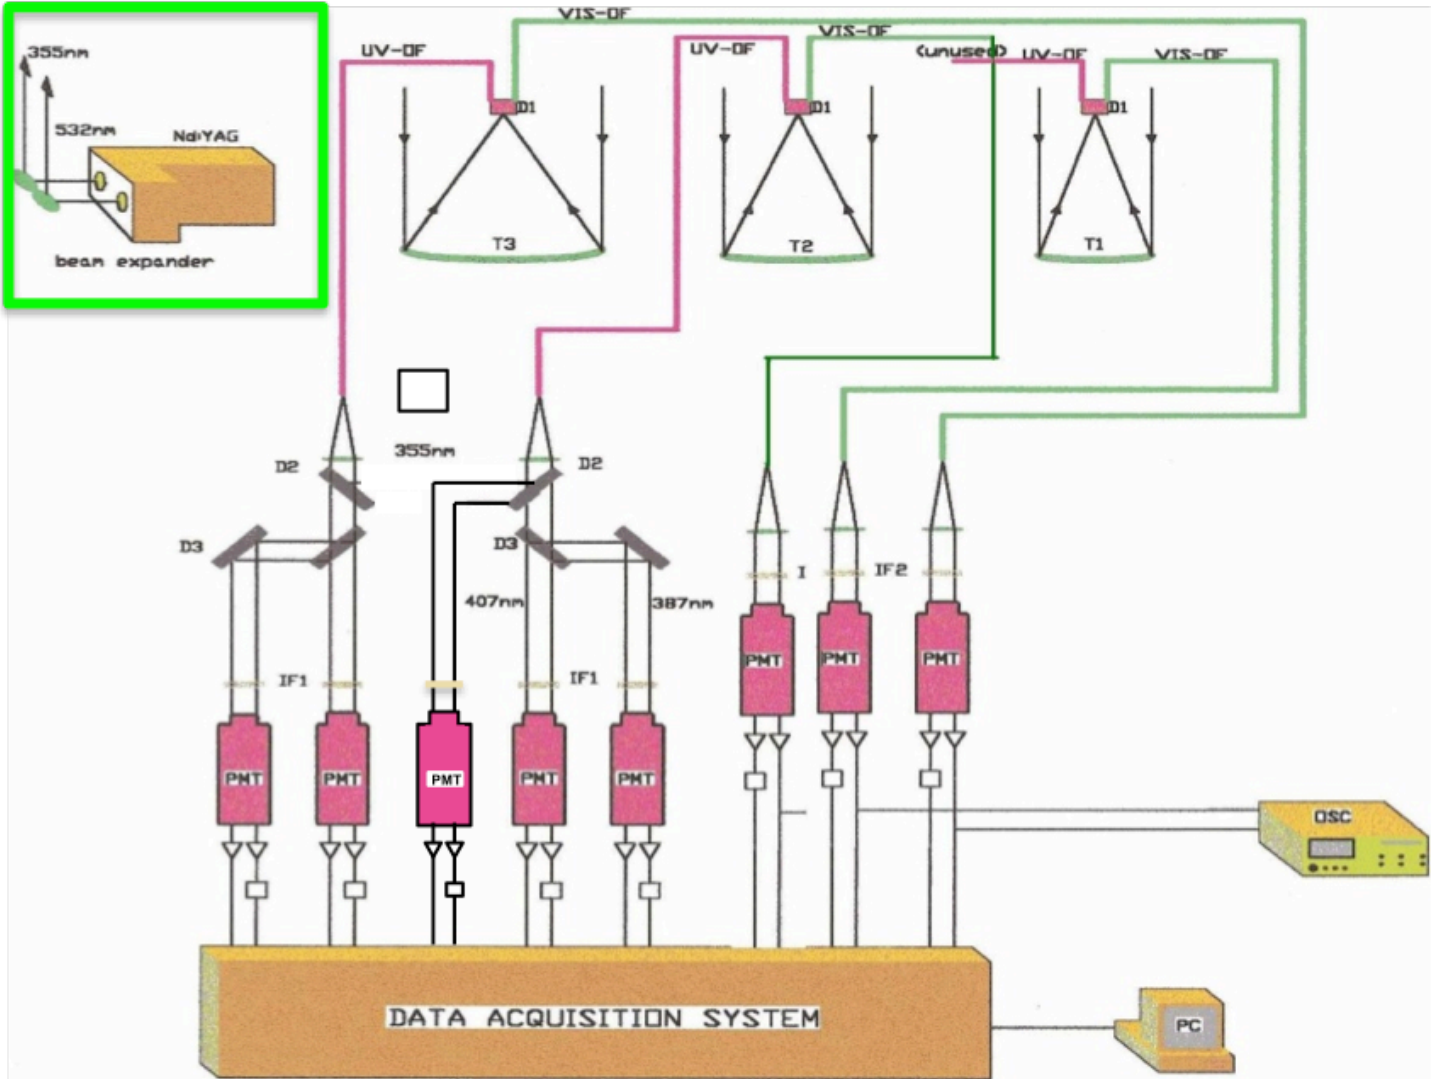 VIS-OF
VIS-OF
355nm
UV-OF
UV-OF
(unused)
UV-OF
VIS-OF
D1
D1
D1
532nm
Nd:YAG
T3
T2
T1
beam expander
355nm
D2
D2
D3
D3
I
IF2
407nm
387nm
PMT
PMT
PMT
IF1
IF1
PMT
PMT
PMT
PMT
PMT
OSC
DATA ACQUISITION SYSTEM
PC